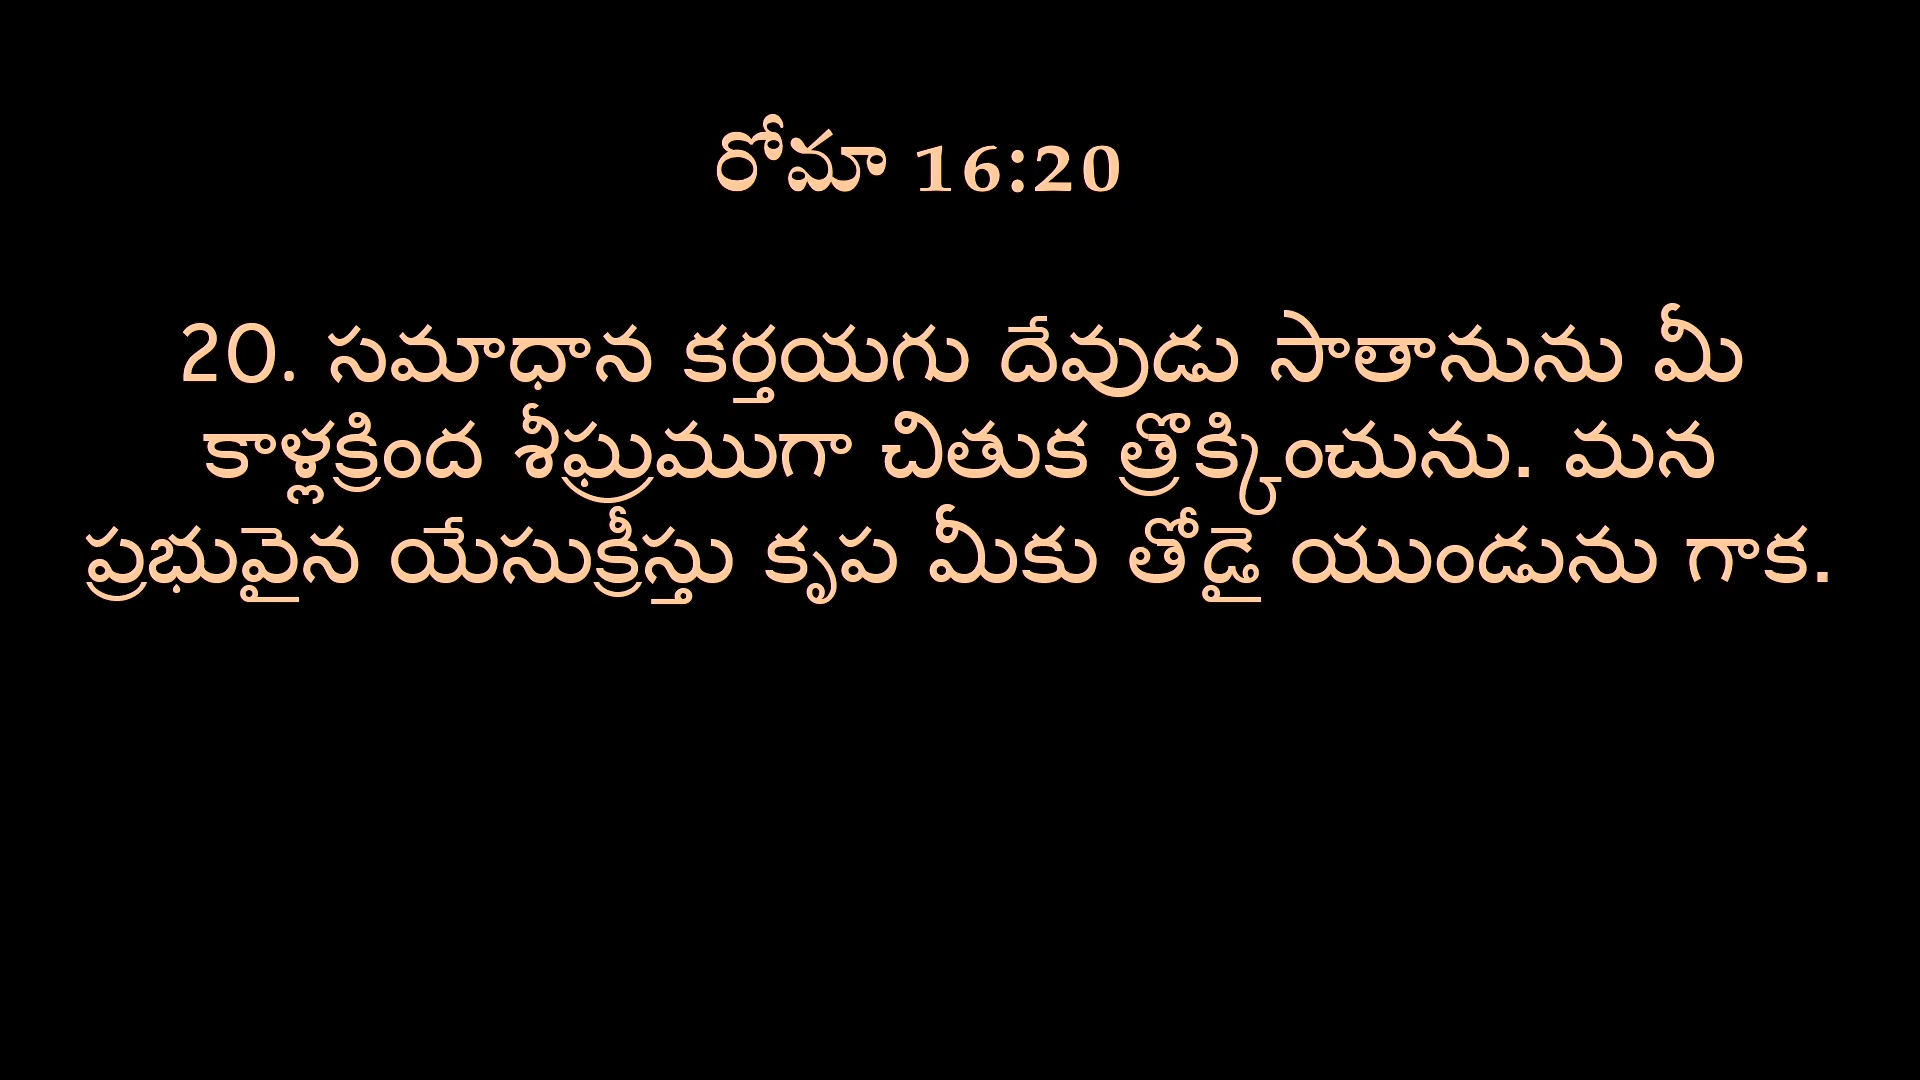 రోమా 16:20
20. సమాధాన కర్తయగు దేవుడు సాతానును మీ
కాళ్లక్రింద శీఘ్రముగా చితుక త్రొక్కించును. మన
ప్రభువైన యేసుక్రీస్తు కృప మీకు తోడై యుండును గాక.